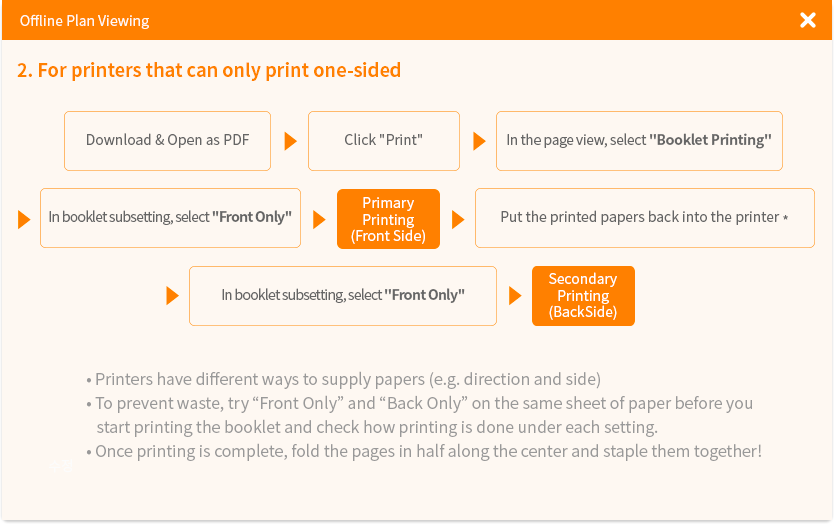 Offline Plan Viewing
2. For printers that can only print one-sided
Download & Open as PDF
Click "Print"
In the page view, select "Booklet Printing"
In booklet subsetting, select "Front Only"
Primary
Printing
(Front Side)
Put the printed papers back into the printer *
In booklet subsetting, select "Front Only"
Secondary
Printing
(BackSide)
• Printers have different ways to supply papers (e.g. direction and side)
• To prevent waste, try “Front Only” and “Back Only” on the same sheet of paper before you
start printing the booklet and check how printing is done under each setting.
• Once printing is complete, fold the pages in half along the center and staple them together!